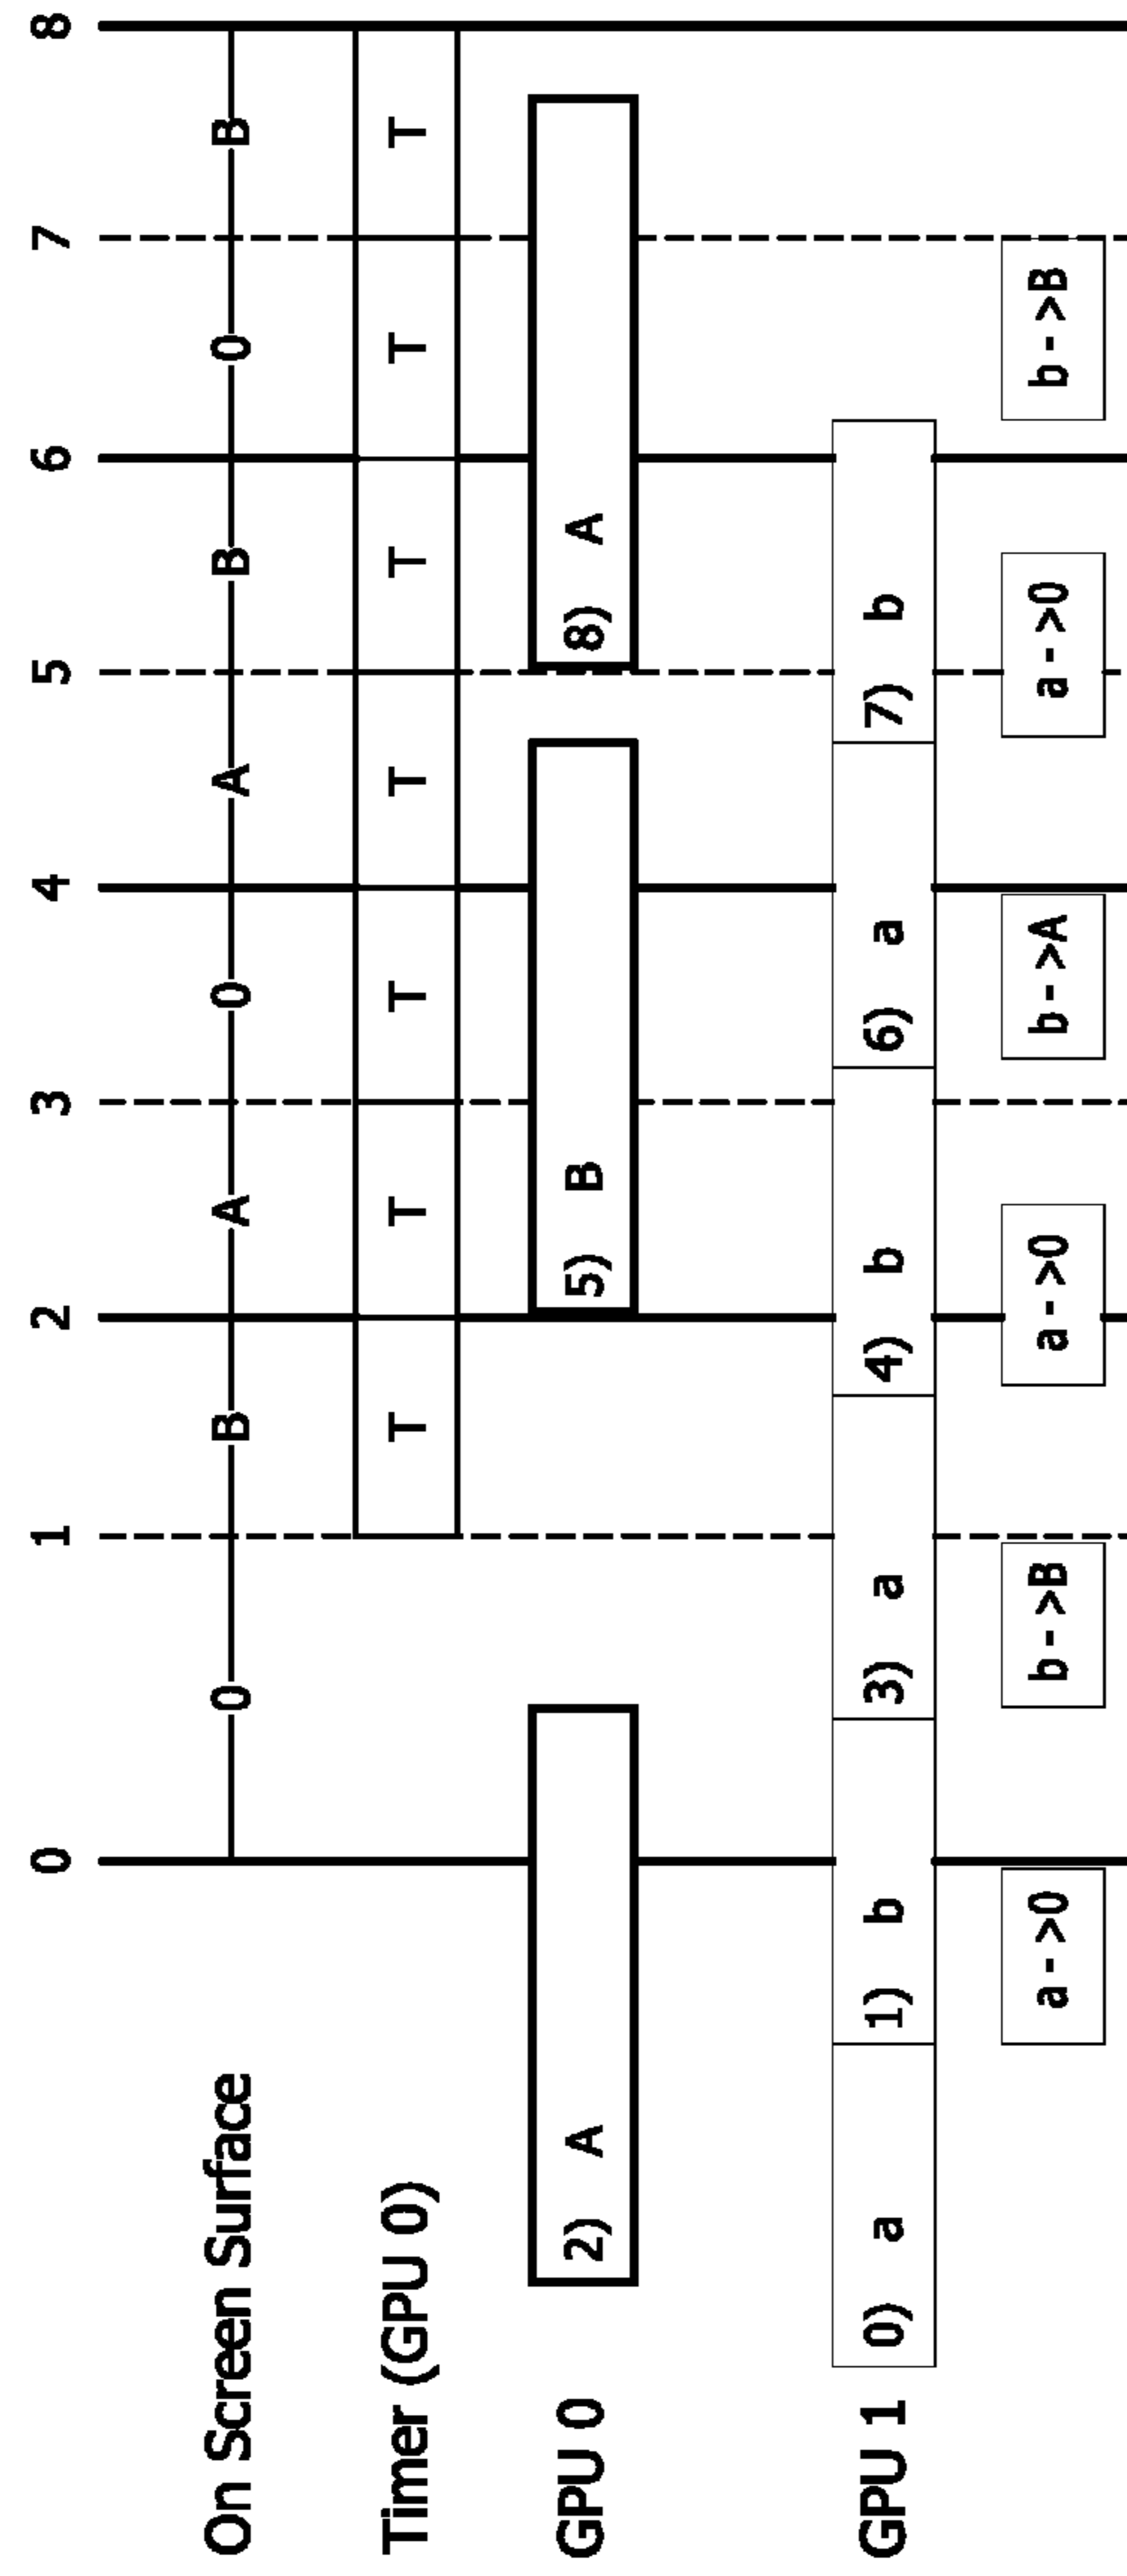 0 1 2 3 4 5 6 7 8
On Screen Surface 0 B A 0 A B 0 B
Timer (GPU 0) T T T T T T T
GPU 0 2) A 5) B 8) A
GPU 1 0) a 1) b 3) a 4) b 6) a 7) b
a->0 b->B a->0 b->A a->0 b->B